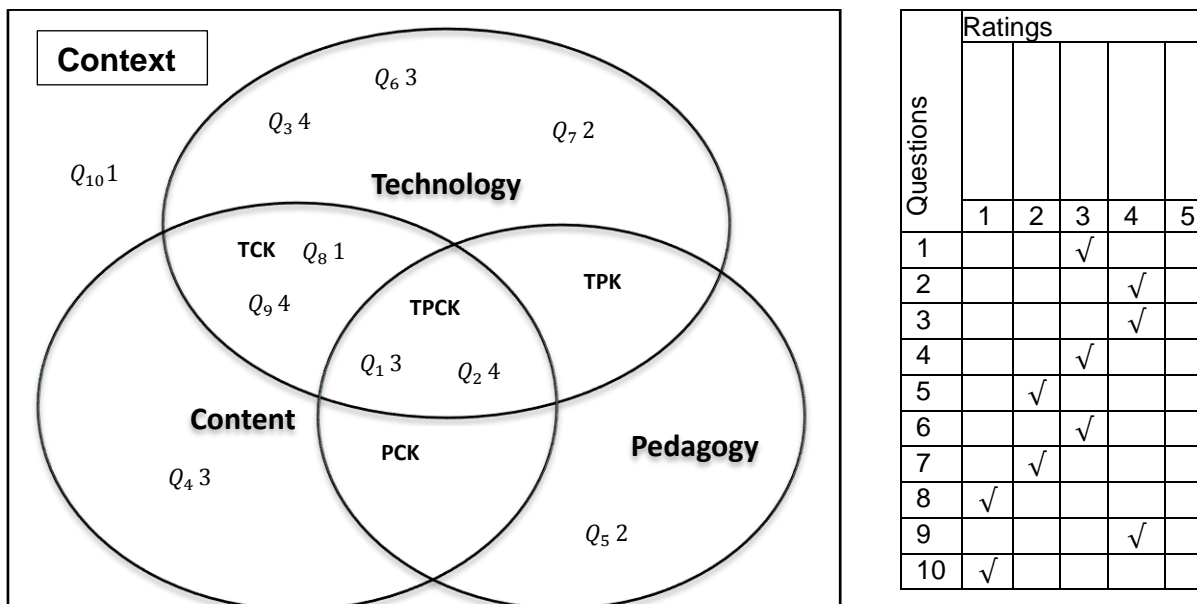 Context
Q₆ 3
Q₃ 4
Q₇ 2
Q₁₀ 1
Technology
TCK Q₈ 1
TPK
Q₉ 4
TPCK
Q₁ 3
Q₂ 4
Content
PCK
Pedagogy
Q₄ 3
Q₅ 2
Questions
Ratings
1 2 3 4 5
1 √
2 √
3 √
4 √
5 √
6 √
7 √
8 √
9 √
10 √